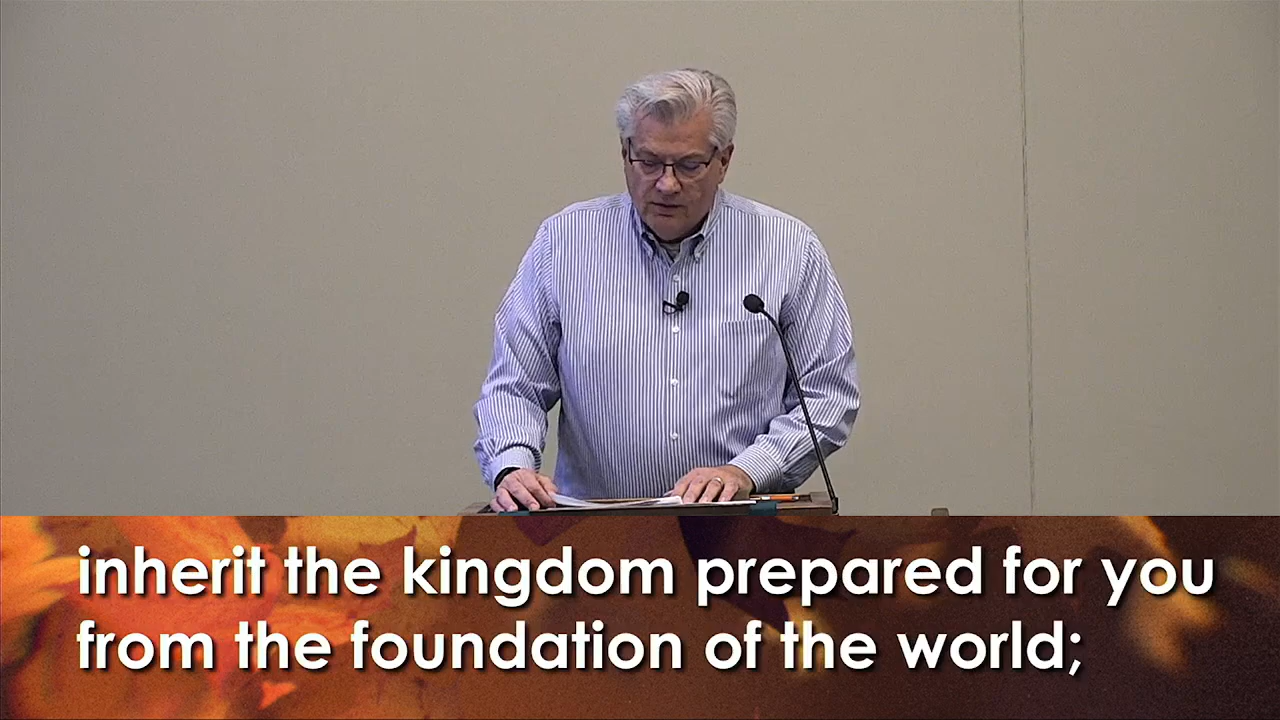 inherit the kingdom prepared for you
from the foundation of the world;